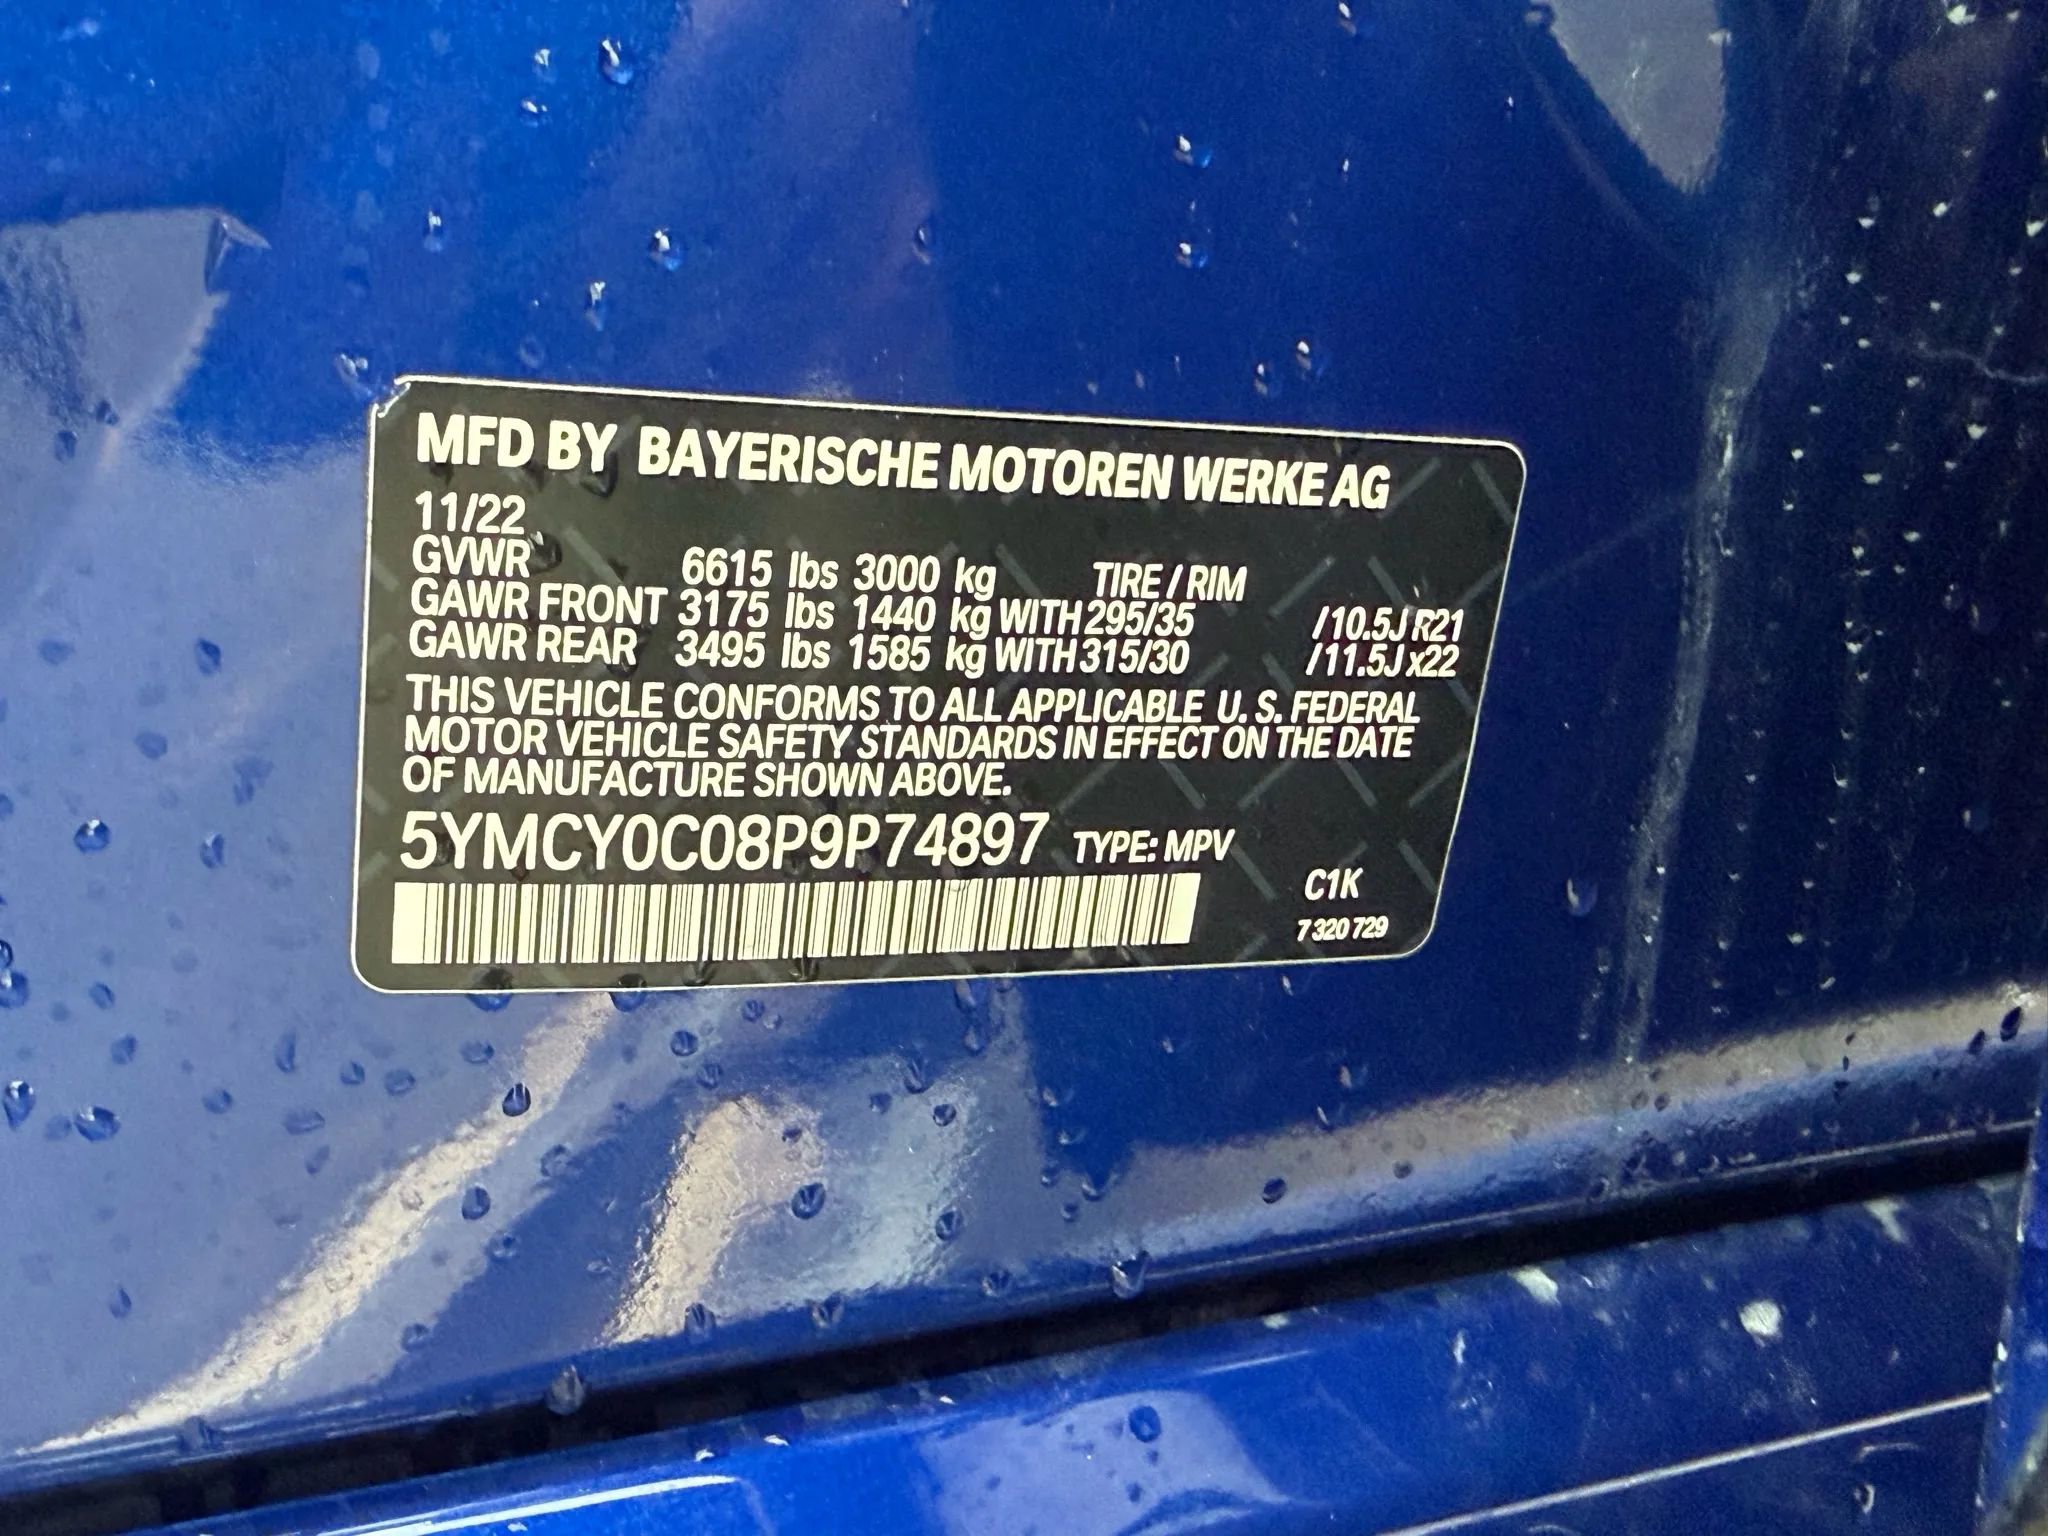 MFD BY BAYERISCHE MOTOREN WERKE AG
11/22
GVWR 6615 lbs 3000 kg TIRE / RIM
GAWR FRONT 3175 lbs 1440 kg WITH 295/35 /10.5J R21
GAWR REAR 3495 lbs 1585 kg WITH 315/30 /11.5J x22
THIS VEHICLE CONFORMS TO ALL APPLICABLE U. S. FEDERAL
MOTOR VEHICLE SAFETY STANDARDS IN EFFECT ON THE DATE
OF MANUFACTURE SHOWN ABOVE.
5YMCY0C08P9P74897 TYPE: MPV
C1K
7 320 729